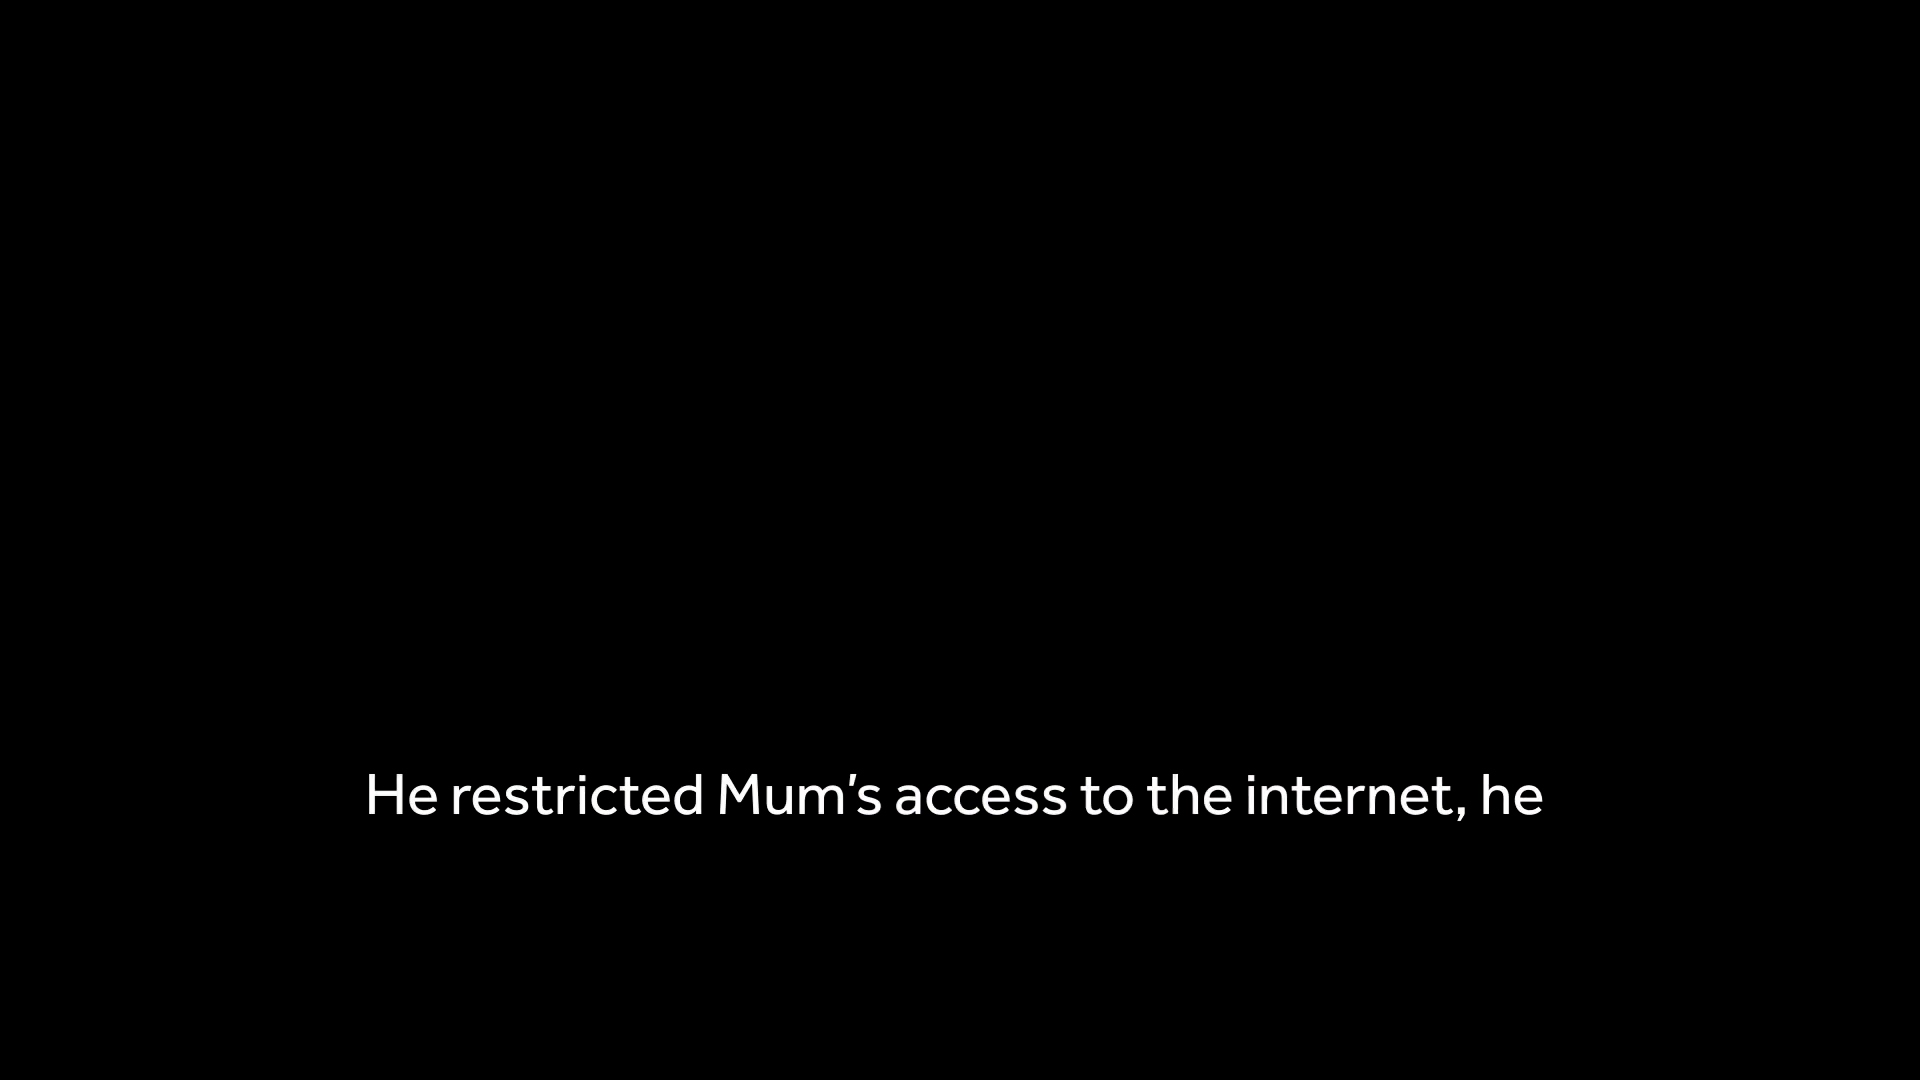 He restricted Mum's access to the internet, he